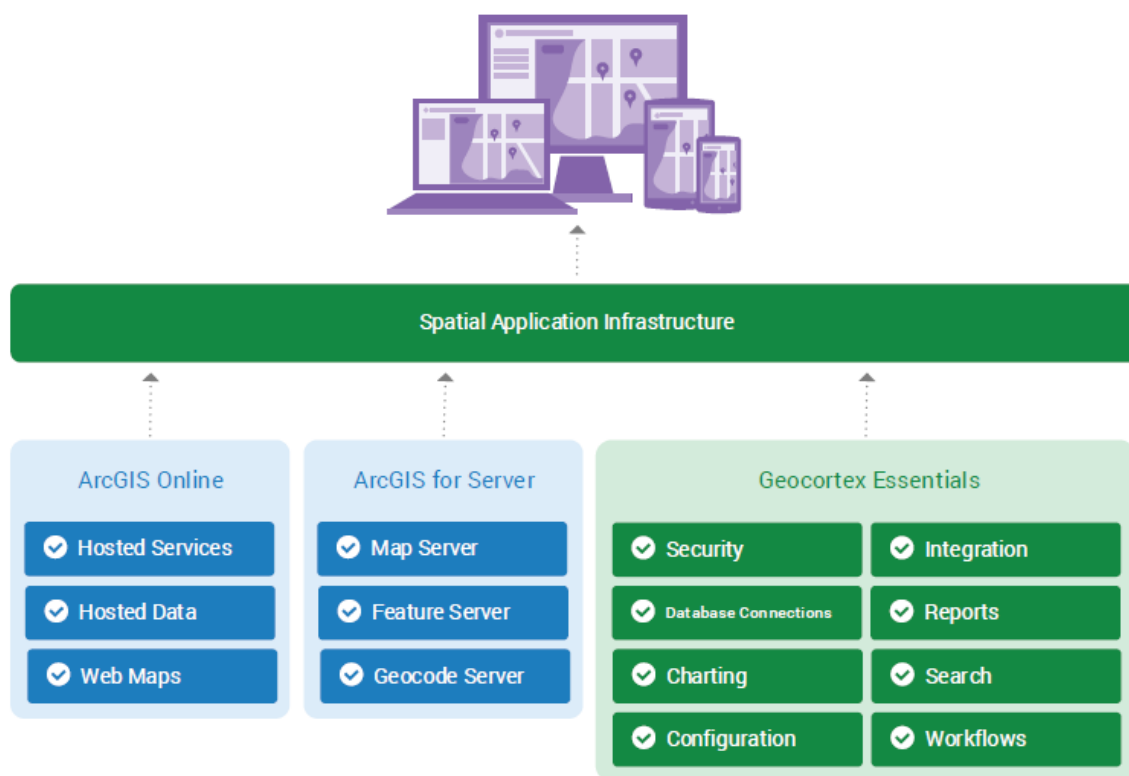 Spatial Application Infrastructure
ArcGIS Online
Hosted Services
Hosted Data
Web Maps
ArcGIS for Server
Map Server
Feature Server
Geocode Server
Geocortex Essentials
Security
Integration
Database Connections
Reports
Charting
Search
Configuration
Workflows